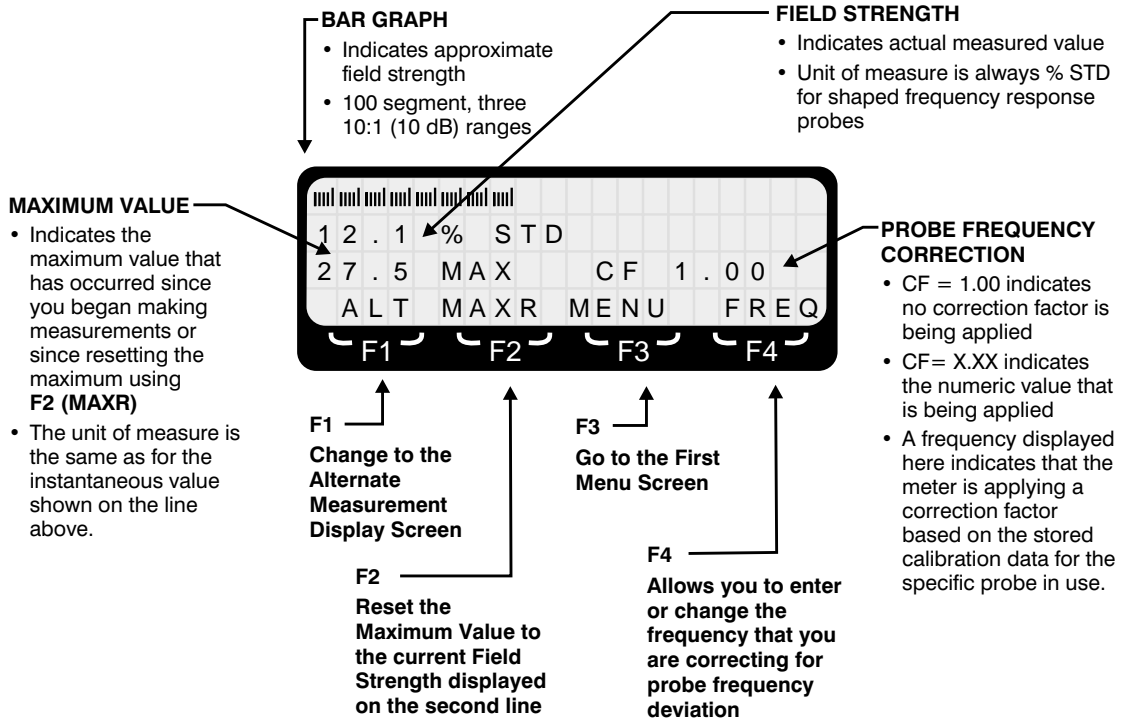 BAR GRAPH
• Indicates approximate
field strength
• 100 segment, three
10:1 (10 dB) ranges
FIELD STRENGTH
• Indicates actual measured value
• Unit of measure is always % STD
for shaped frequency response
probes
MAXIMUM VALUE
• Indicates the
maximum value that
has occurred since
you began making
measurements or
since resetting the
maximum using
F2 (MAXR)
• The unit of measure is
the same as for the
instantaneous value
shown on the line
above.
12.1 % STD
27.5 MAX CF 1.00
ALT MAXR MENU FREQ
F1 F2 F3 F4
PROBE FREQUENCY
CORRECTION
• CF = 1.00 indicates
no correction factor is
being applied
• CF= X.XX indicates
the numeric value that
is being applied
• A frequency displayed
here indicates that the
meter is applying a
correction factor
based on the stored
calibration data for the
specific probe in use.
F1
Change to the
Alternate
Measurement
Display Screen
F2
Reset the
Maximum Value to
the current Field
Strength displayed
on the second line
F3
Go to the First
Menu Screen
F4
Allows you to enter
or change the
frequency that you
are correcting for
probe frequency
deviation